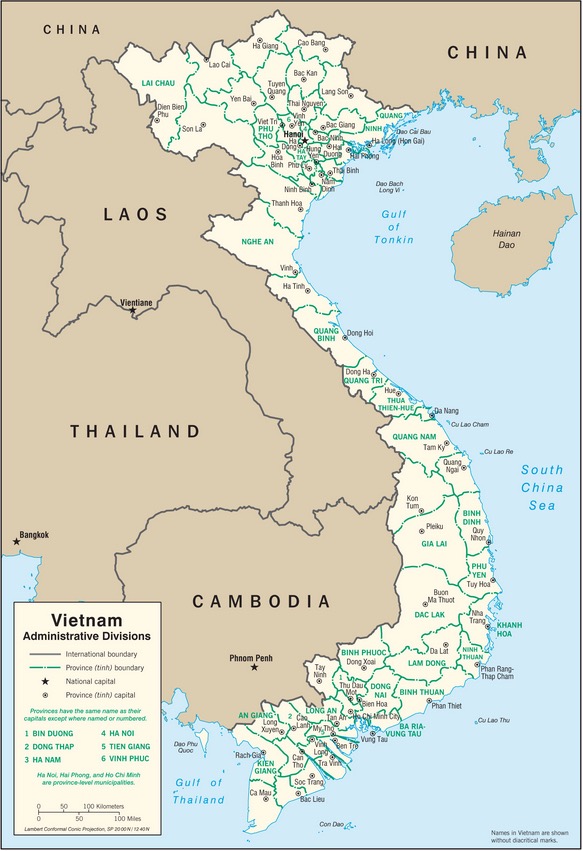 CHINA
CHINA
Ha Giang
Cao Bang
Lao Cai
LAI CHAU
Bac Kan
Tuyen
Quang
Lang Son
Yen Bai
Thai Nguyen
Dien Bien
Phu
Son La
Viet Tri
PHU
THO
6
Vinh
Yen
Bac Giang
QUANG
NINH
Dao Cai Bau
Hanoi
Bac Ninh
Ha Long (Hon Gai)
Ha
Dong
HA
TAY
Hung
Yen
Hai
Duong
Hai Phong
Hoa
Binh
Phu Ly
Thai Binh
Nam
Dinh
Ninh Binh
Dao Bach
Long Vi
Thanh Hoa
LAOS
Gulf
of
Tonkin
Hainan
Dao
NGHE AN
Vinh
Ha Tinh
Vientiane
QUANG
BINH
Dong Hoi
Dong Ha
QUANG TRI
Hue
THUA
THIEN-HUE
Da Nang
Cu Lao Cham
THAILAND
QUANG NAM
Tam Ky
Cu Lao Re
Quang
Ngai
South
China
Sea
Kon
Tum
BINH
DINH
Pleiku
Quy
Nhon
GIA LAI
Bangkok
PHU
YEN
Tuy Hoa
CAMBODIA
Buon
Ma Thuot
DAC LAK
Nha
Trang
KHANH
HOA
Phnom Penh
BINH PHUOC
Dong Xoai
Da Lat
NINH
THUAN
LAM DONG
Tay
Ninh
Phan Rang-
Thap Cham
1
Thu Dau
Mot
DONG
NAI
BINH THUAN
Bien Hoa
Phan Thiet
AN GIANG
LONG AN
Tan An
Ho Chi Minh City
2
Cao
Lanh
Long
Xuyen
My Tho
BA RIA-
VUNG TAU
Cu Lao Thu
Vung Tau
Dao Phu
Quoc
Rach Gia
Vinh
Long
Ben Tre
Can
Tho
Tra Vinh
KIEN
GIANG
Soc Trang
Gulf of
Thailand
Ca Mau
Bac Lieu
Con Dao
Vietnam
Administrative Divisions
International boundary
Province (tinh) boundary
National capital
Province (tinh) capital
Provinces have the same name as their
capitals except where named or numbered.
1 BIN DUONG 4 HA NOI
2 DONG THAP 5 TIEN GIANG
3 HA NAM 6 VINH PHUC
Ha Noi, Hai Phong, and Ho Chi Minh
are province-level municipalities.
0 50 100 Kilometers
0 50 100 Miles
Lambert Conformal Conic Projection, SP 20 00 N / 12 40 N
Names in Vietnam are shown
without diacritical marks.